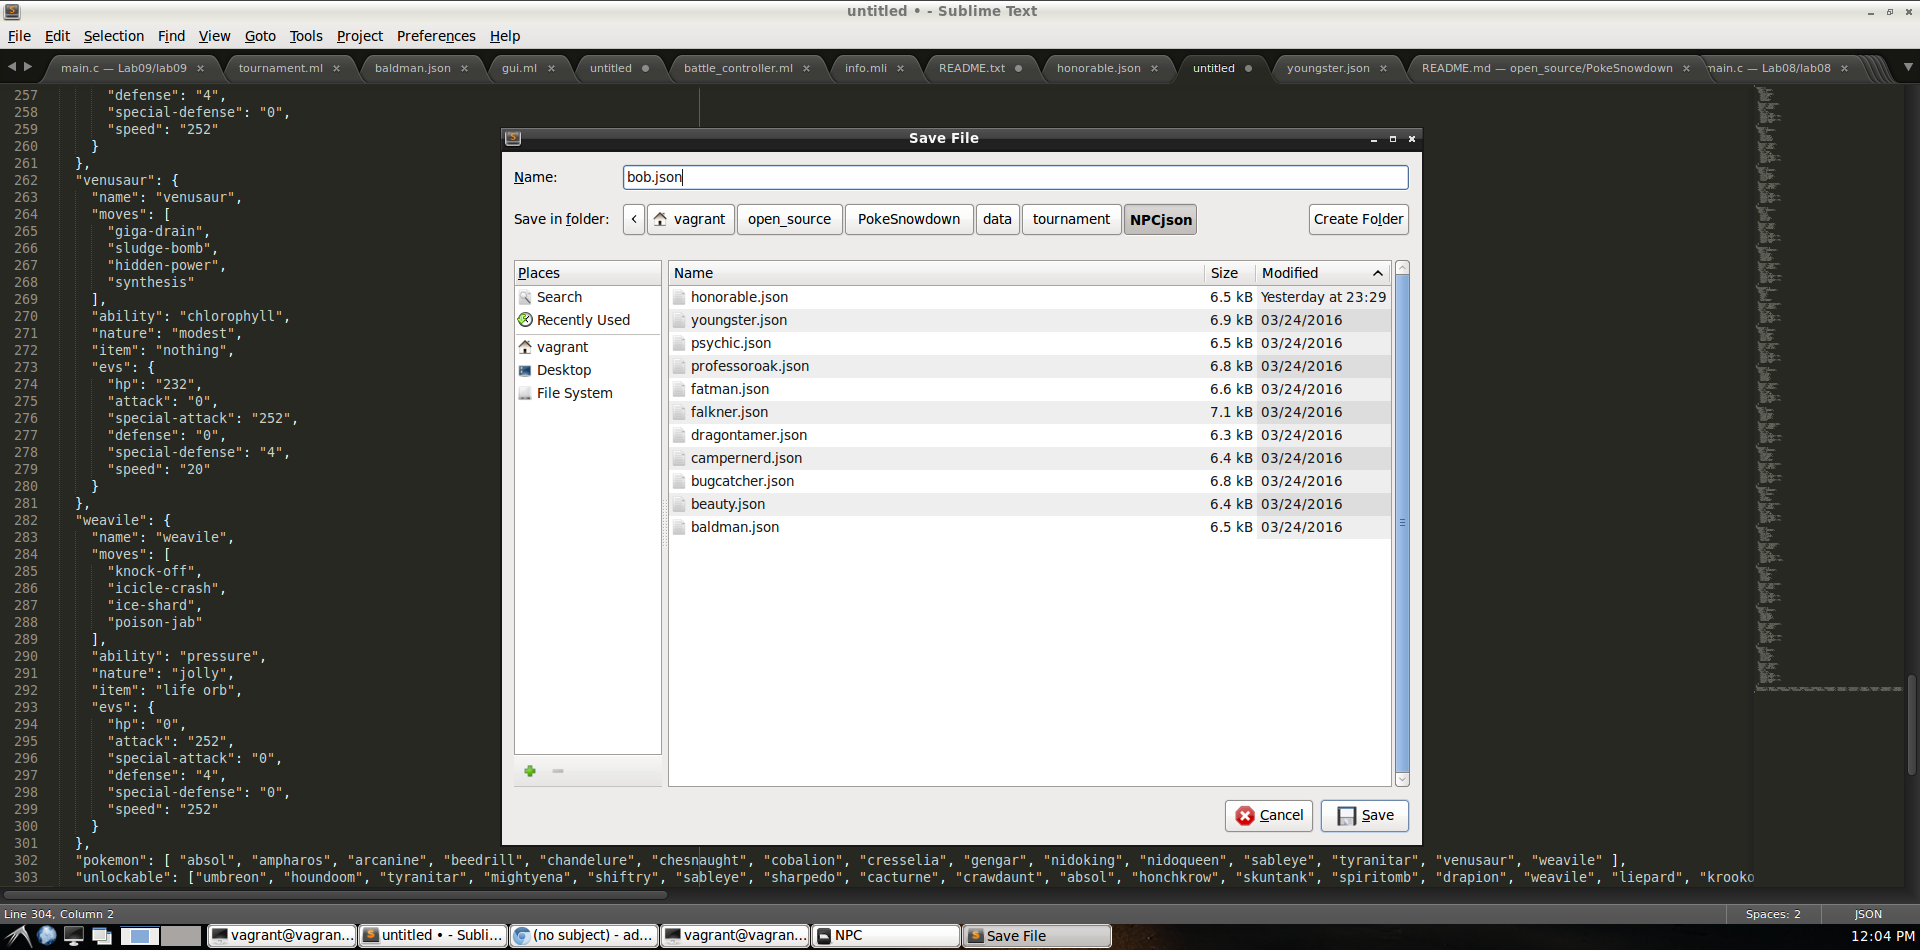 untitled • - Sublime Text
File Edit Selection Find View Goto Tools Project Preferences Help
main.c — Lab09/lab09 × tournament.ml × baldman.json × gui.ml × untitled • battle_controller.ml × info.mli × README.txt • honorable.json × untitled • youngster.json × README.md — open_source/PokeSnowdown × main.c — Lab08/lab08 ×
257 "defense": "4",
258 "special-defense": "0",
259 "speed": "252"
260 }
261 },
262 "venusaur": {
263 "name": "venusaur",
264 "moves": [
265 "giga-drain",
266 "sludge-bomb",
267 "hidden-power",
268 "synthesis"
269 ],
270 "ability": "chlorophyll",
271 "nature": "modest",
272 "item": "nothing",
273 "evs": {
274 "hp": "232",
275 "attack": "0",
276 "special-attack": "252",
277 "defense": "0",
278 "special-defense": "4",
279 "speed": "20"
280 }
281 },
282 "weavile": {
283 "name": "weavile",
284 "moves": [
285 "knock-off",
286 "icicle-crash",
287 "ice-shard",
288 "poison-jab"
289 ],
290 "ability": "pressure",
291 "nature": "jolly",
292 "item": "life orb",
293 "evs": {
294 "hp": "0",
295 "attack": "252",
296 "special-attack": "0",
297 "defense": "4",
298 "special-defense": "0",
299 "speed": "252"
300 }
301 },
302 "pokemon": [ "absol", "ampharos", "arcanine", "beedrill", "chandelure", "chesnaught", "cobalion", "cresselia", "gengar", "nidoking", "nidoqueen", "sableye", "tyranitar", "venusaur", "weavile" ],
303 "unlockable": ["umbreon", "houndoom", "tyranitar", "mightyena", "shiftry", "sableye", "sharpedo", "cacturne", "crawdaunt", "absol", "honchkrow", "skuntank", "spiritomb", "drapion", "weavile", "liepard", "krooko
Save File
Name: bob.json
Save in folder: < vagrant open_source PokeSnowdown data tournament NPCjson Create Folder
Places
Search
Recently Used
vagrant
Desktop
File System
Name Size Modified
honorable.json 6.5 kB Yesterday at 23:29
youngster.json 6.9 kB 03/24/2016
psychic.json 6.5 kB 03/24/2016
professoroak.json 6.8 kB 03/24/2016
fatman.json 6.6 kB 03/24/2016
falkner.json 7.1 kB 03/24/2016
dragontamer.json 6.3 kB 03/24/2016
campernerd.json 6.4 kB 03/24/2016
bugcatcher.json 6.8 kB 03/24/2016
beauty.json 6.4 kB 03/24/2016
baldman.json 6.5 kB 03/24/2016
Cancel Save
Line 304, Column 2 Spaces: 2 JSON
vagrant@vagran... untitled • - Subli... (no subject) - ad... vagrant@vagran... NPC Save File 12:04 PM